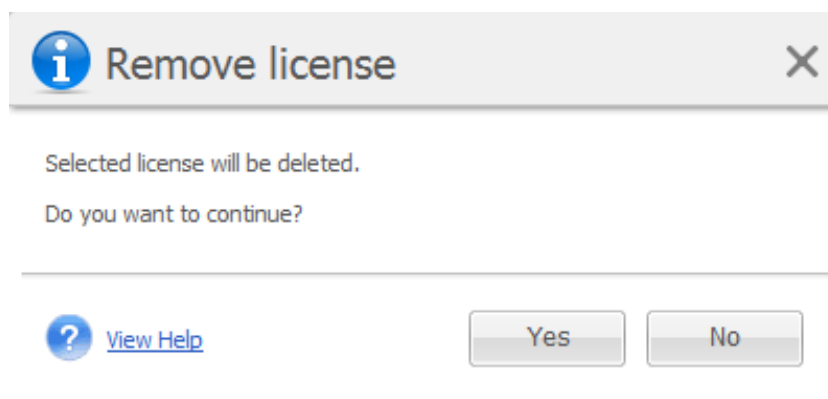 Remove license
Selected license will be deleted.
Do you want to continue?
View Help
Yes
No